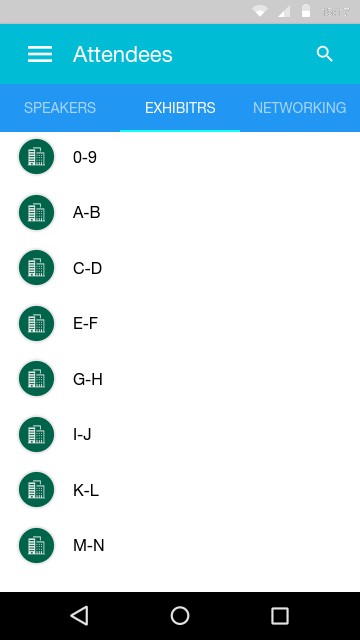 Attendees
SPEAKERS EXHIBITRS NETWORKING
0-9
A-B
C-D
E-F
G-H
I-J
K-L
M-N